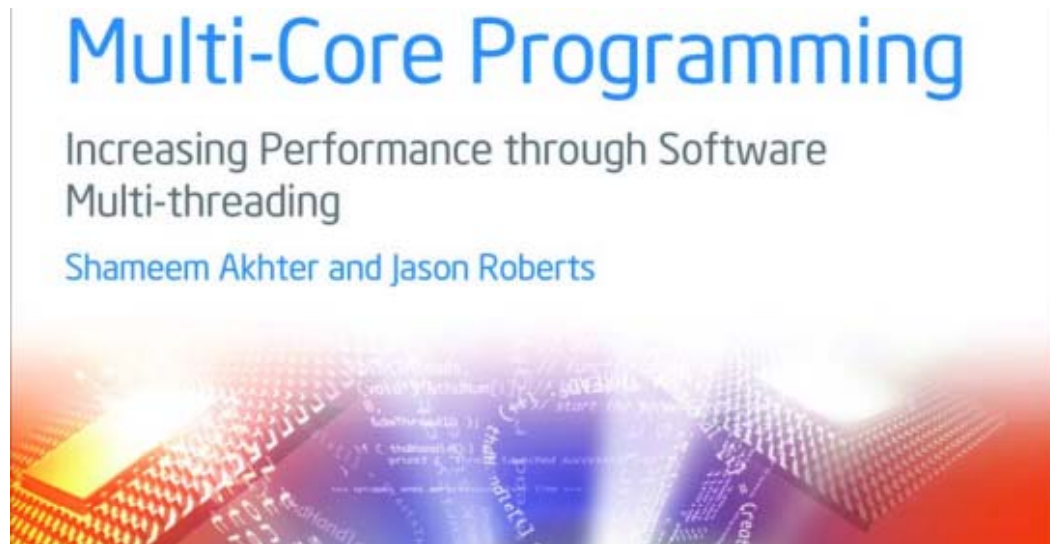 Multi-Core Programming
Increasing Performance through Software
Multi-threading
Shameem Akhter and Jason Roberts